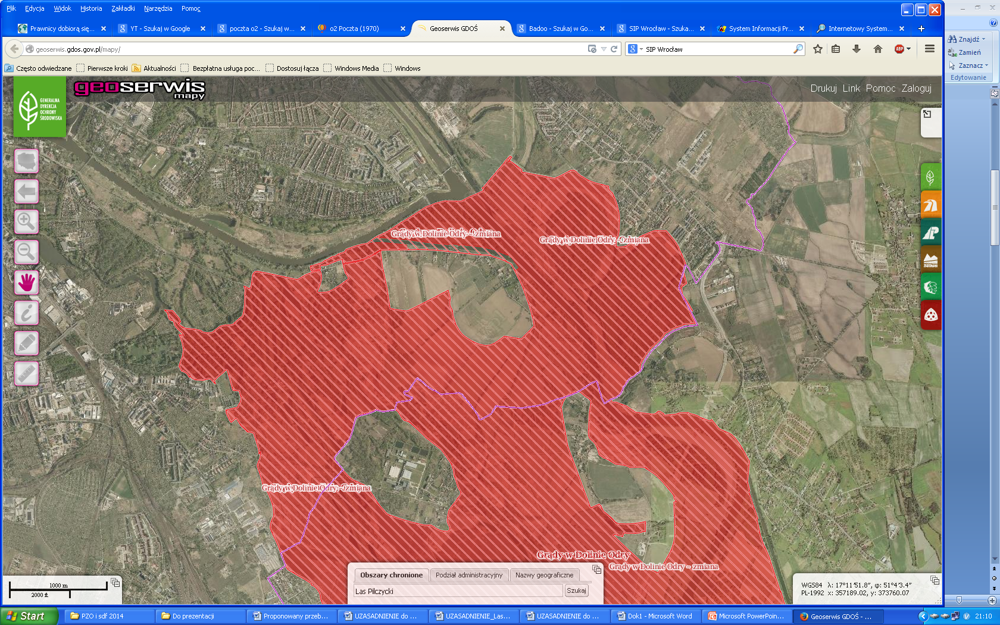 Plik Edycja Widok Historia Zakładki Narzędzia Pomoc
Prawnicy dobiorą się...
YT - Szukaj w Google
poczta o2 - Szukaj w...
o2 Poczta (1970)
Geoserwis GDOŚ
Badoo - Szukaj w Go...
SIP Wrocław - Szuka...
System Informacji Pr...
Internetowy System...
geoserwis.gdos.gov.pl/mapy/
SIP Wrocław
ABP
Często odwiedzane
Pierwsze kroki
Aktualności
Bezpłatna usługa poc...
Dostosuj łącza
Windows Media
Windows
Znajdź
Zamień
Zaznacz
Edytowanie
GENERALNA
DYREKCJA
OCHRONY
ŚRODOWISKA
geoserwis
mapy
Drukuj Link Pomoc Zaloguj
Grądy w Dolinie Odry - zmiana
Grądy w Dolinie Odry - zmiana
Grądy w Dolinie Odry - zmiana
Grądy w Dolinie Odry
Grądy w Dolinie Odry - zmiana
Obszary chronione
Podział administracyjny
Nazwy geograficzne
Las Pilczycki
Szukaj
1000 m
2000 ft
WGS84 λ: 17°11'51.8", φ: 51°4'3.4"
PL-1992 x: 357189.02, y: 373760.07
Start
PZO i sdf 2014
Do prezentacji
Proponowany przeb...
UZASADNIENIE do ...
UZASADNIENIE_Las...
UZASADNIENIE do ...
Dok1 - Microsoft Word
Microsoft PowerPoin...
Geoserwis GDOŚ - ...
21:10